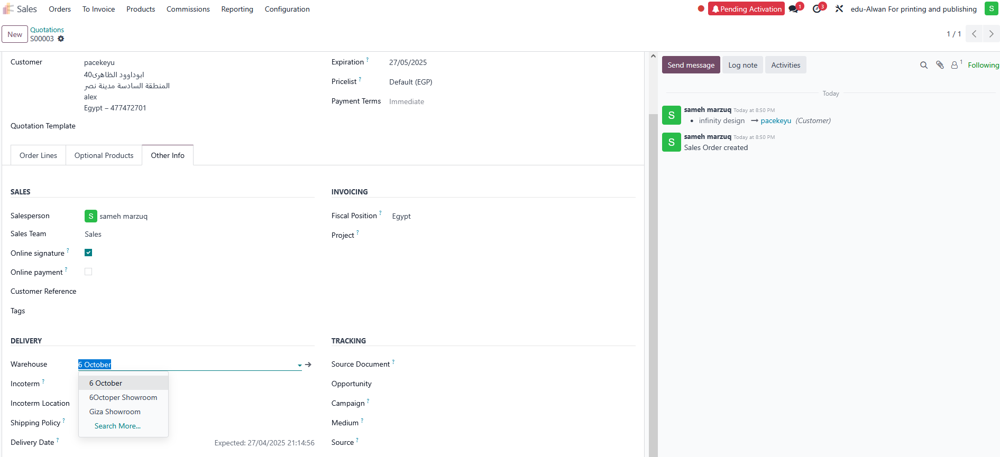 Sales Orders To Invoice Products Commissions Reporting Configuration Pending Activation 1 3 edu-Alwan For printing and publishing S
New Quotations
S00003
1 / 1
Customer pacekeyu
ابوداوود الظاهرى40
المنطقة السادسة مدينة نصر
alex
Egypt – 477472701
Quotation Template
Expiration ? 27/05/2025
Pricelist ? Default (EGP)
Payment Terms Immediate
Order Lines Optional Products Other Info
SALES
Salesperson S sameh marzuq
Sales Team Sales
Online signature ?
Online payment ?
Customer Reference
Tags
INVOICING
Fiscal Position ? Egypt
Project ?
DELIVERY
Warehouse 6 October
6 October
6Octoper Showroom
Giza Showroom
Search More...
Incoterm ?
Incoterm Location
Shipping Policy ?
Delivery Date ? Expected: 27/04/2025 21:14:56
TRACKING
Source Document ?
Opportunity
Campaign ?
Medium ?
Source ?
Send message Log note Activities 1 Following
Today
S sameh marzuq Today at 8:50 PM
• infinity design → pacekeyu (Customer)
S sameh marzuq Today at 8:50 PM
Sales Order created